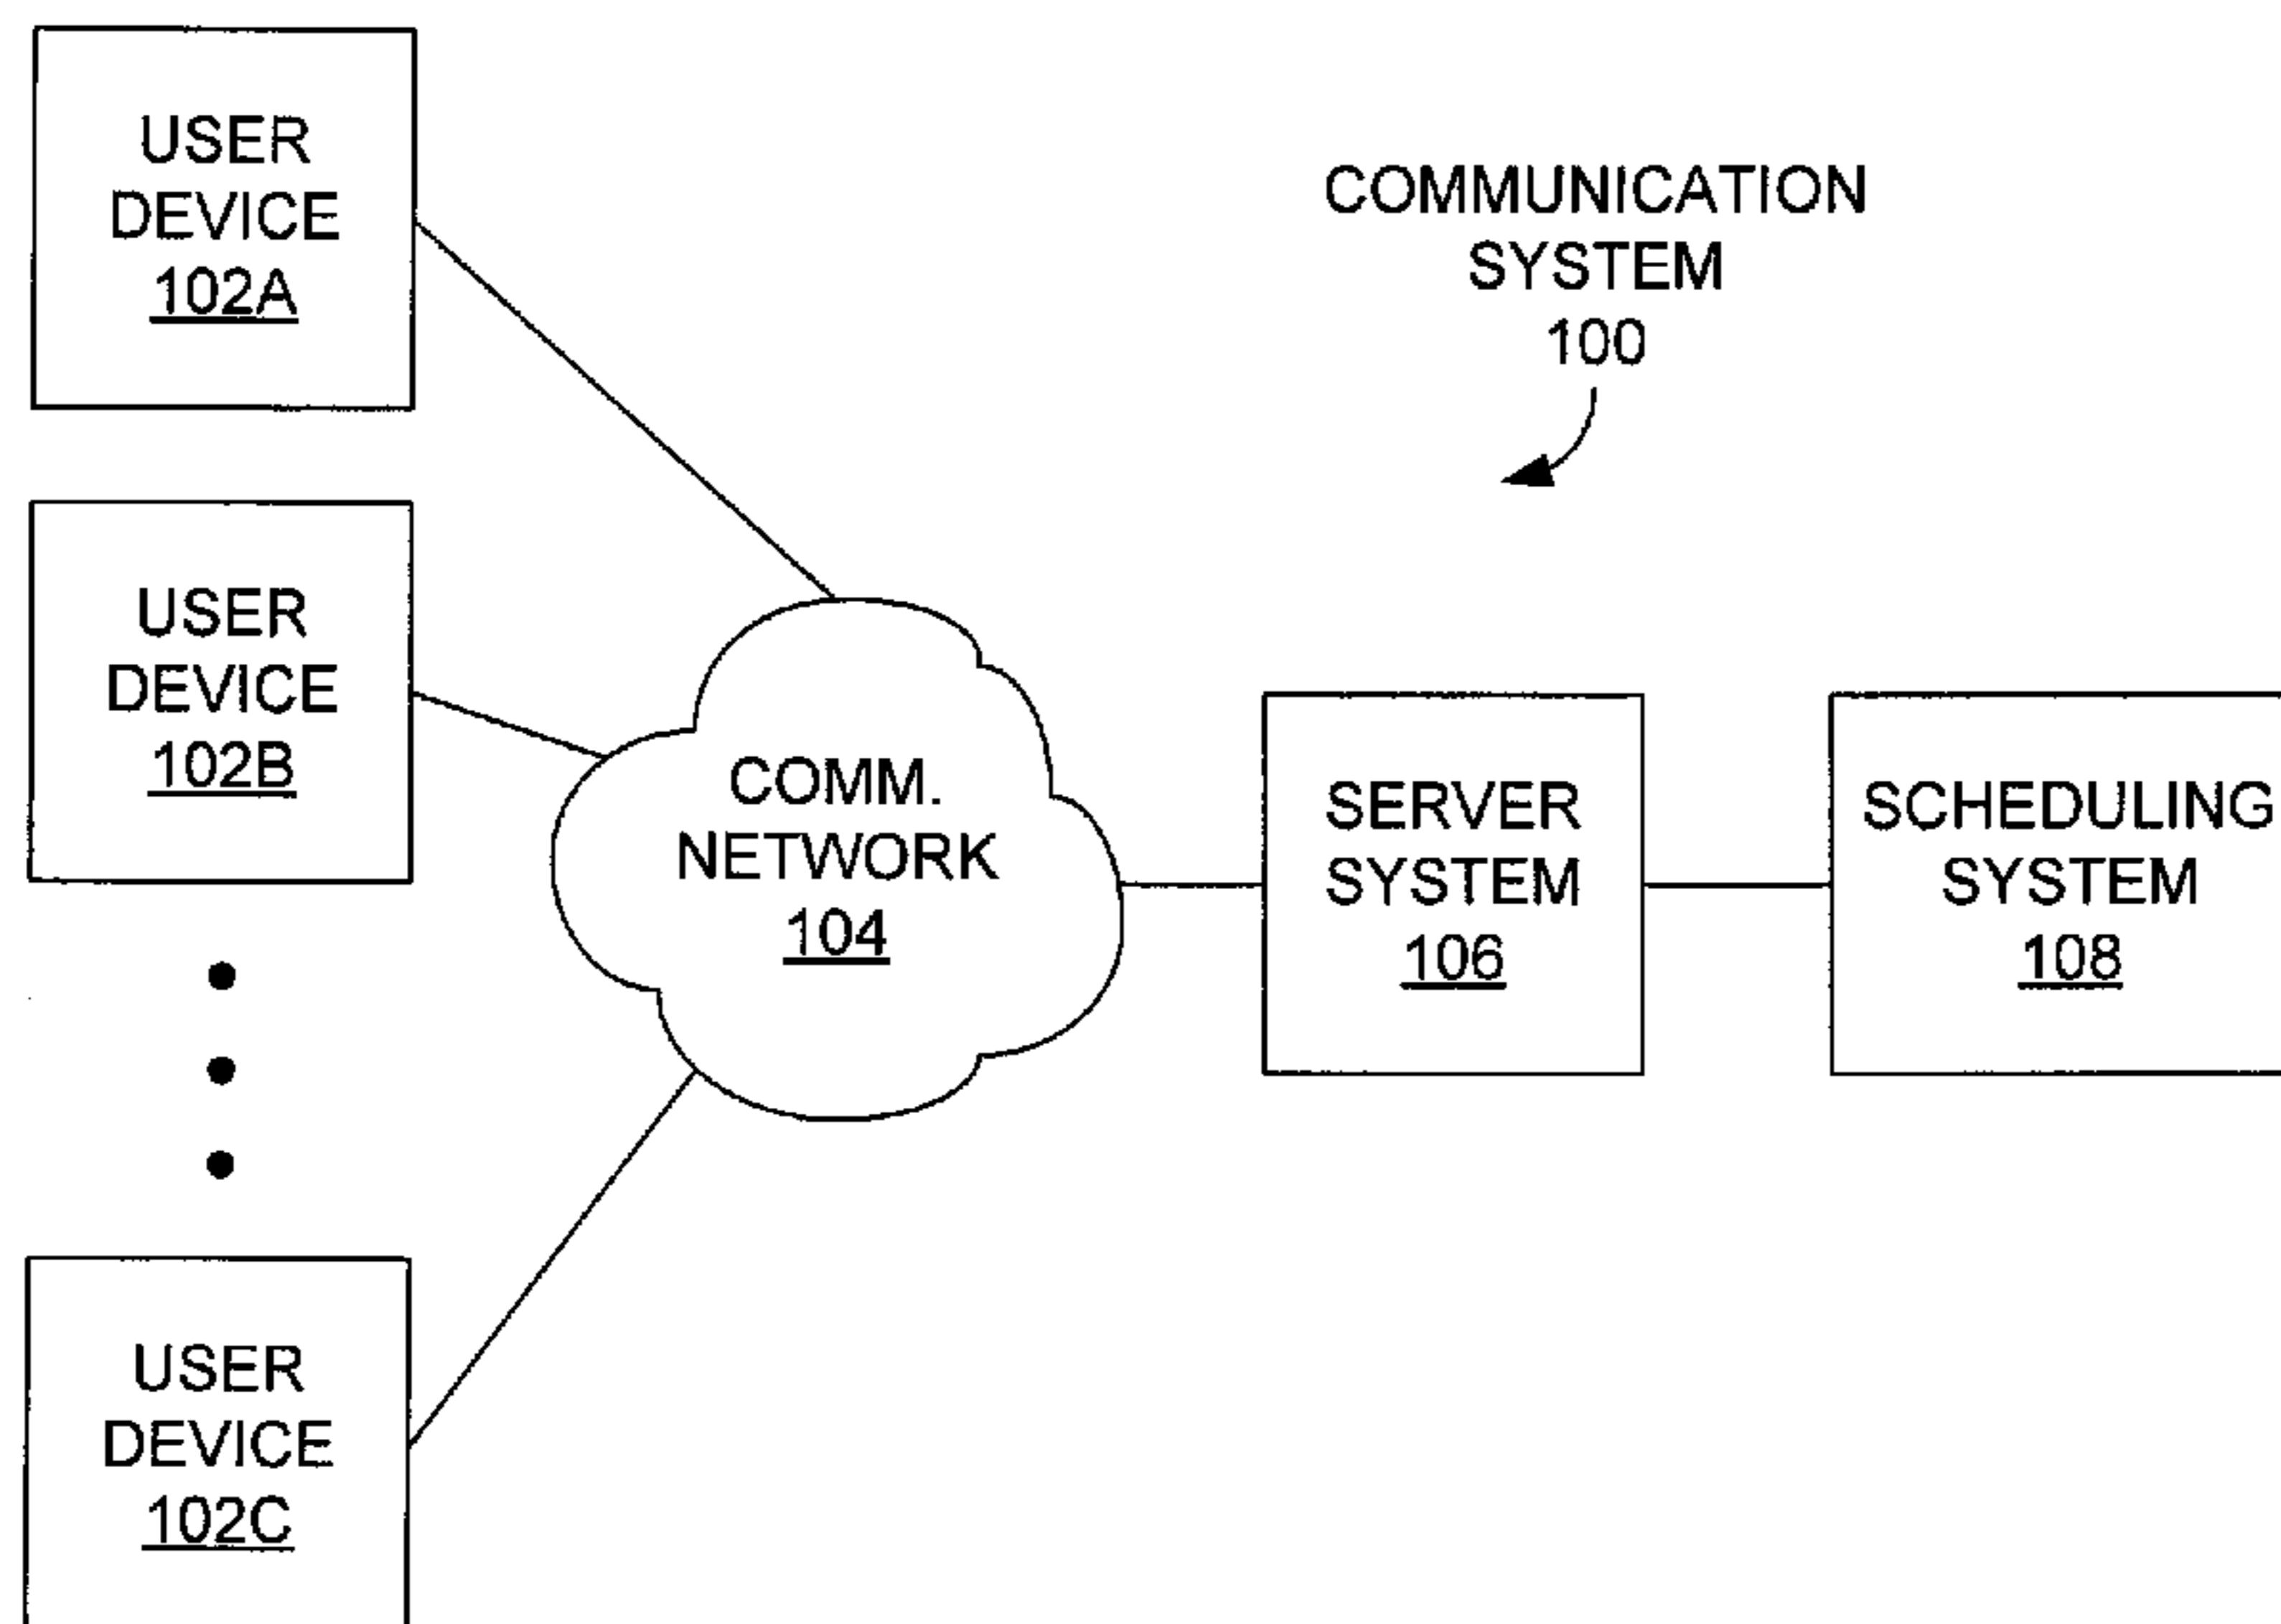 USER
DEVICE
102A
COMMUNICATION
SYSTEM
100
USER
DEVICE
102B
COMM.
NETWORK
104
SERVER
SYSTEM
106
SCHEDULING
SYSTEM
108
USER
DEVICE
102C